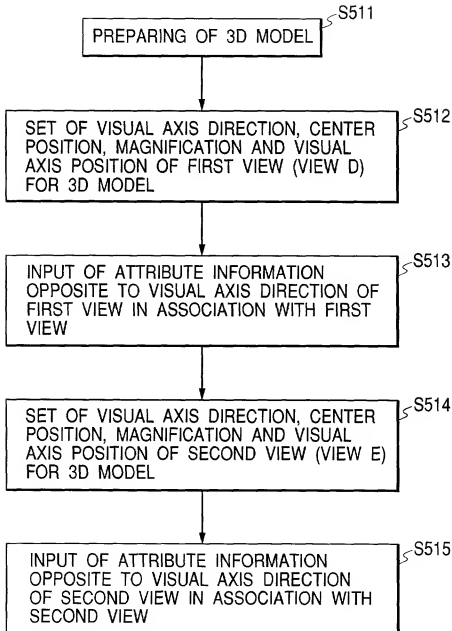 S511
PREPARING OF 3D MODEL
S512
SET OF VISUAL AXIS DIRECTION, CENTER
POSITION, MAGNIFICATION AND VISUAL
AXIS POSITION OF FIRST VIEW (VIEW D)
FOR 3D MODEL
S513
INPUT OF ATTRIBUTE INFORMATION
OPPOSITE TO VISUAL AXIS DIRECTION OF
FIRST VIEW IN ASSOCIATION WITH FIRST
VIEW
S514
SET OF VISUAL AXIS DIRECTION, CENTER
POSITION, MAGNIFICATION AND VISUAL
AXIS POSITION OF SECOND VIEW (VIEW E)
FOR 3D MODEL
S515
INPUT OF ATTRIBUTE INFORMATION
OPPOSITE TO VISUAL AXIS DIRECTION
OF SECOND VIEW IN ASSOCIATION WITH
SECOND VIEW